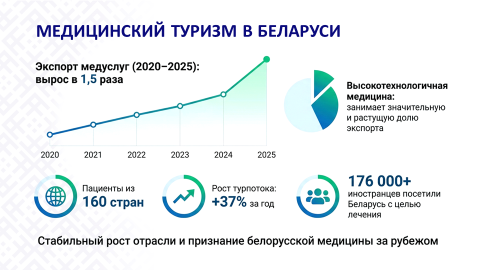 МЕДИЦИНСКИЙ ТУРИЗМ В БЕЛАРУСИ
Экспорт медуслуг (2020–2025):
вырос в 1,5 раза
2020 2021 2022 2023 2024 2025
Высокотехнологичная
медицина:
занимает значительную
и растущую долю
экспорта
Пациенты из
160 стран
Рост турпотока:
+37% за год
176 000+
иностранцев посетили
Беларусь с целью
лечения
Стабильный рост отрасли и признание белорусской медицины за рубежом